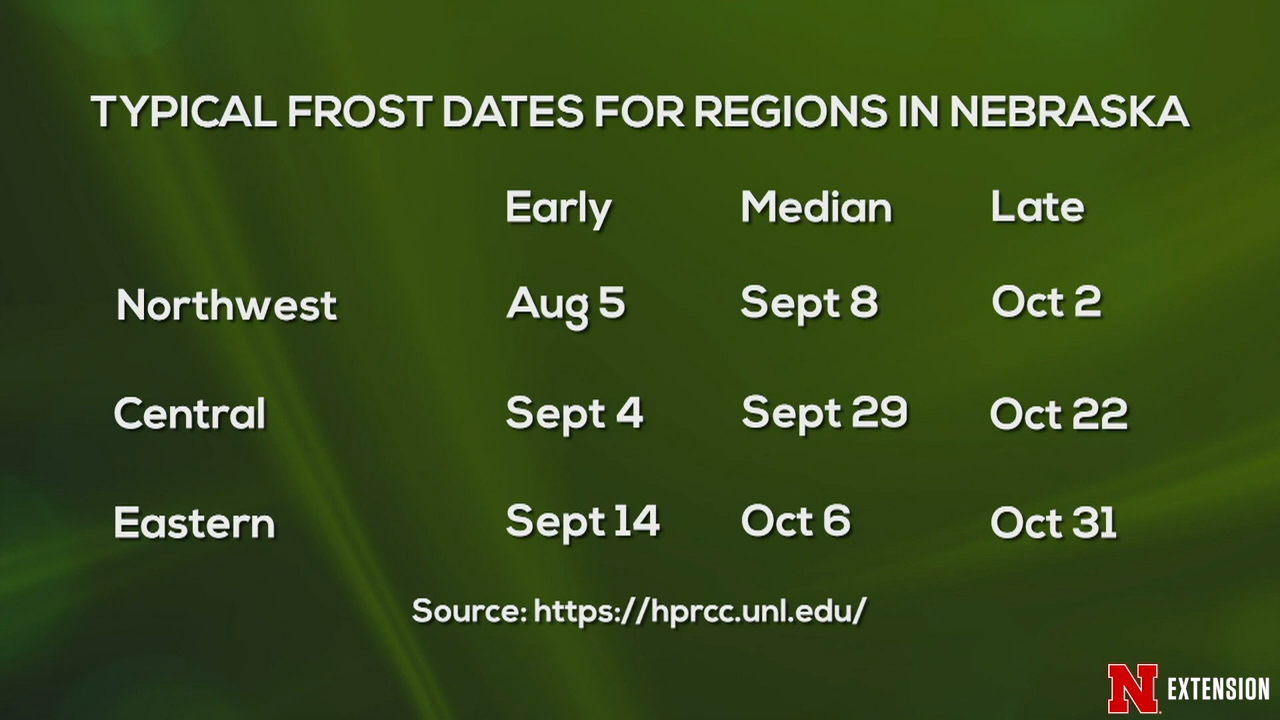 TYPICAL FROST DATES FOR REGIONS IN NEBRASKA
Early Median Late
Northwest Aug 5 Sept 8 Oct 2
Central Sept 4 Sept 29 Oct 22
Eastern Sept 14 Oct 6 Oct 31
Source: https://hprcc.unl.edu/
N EXTENSION